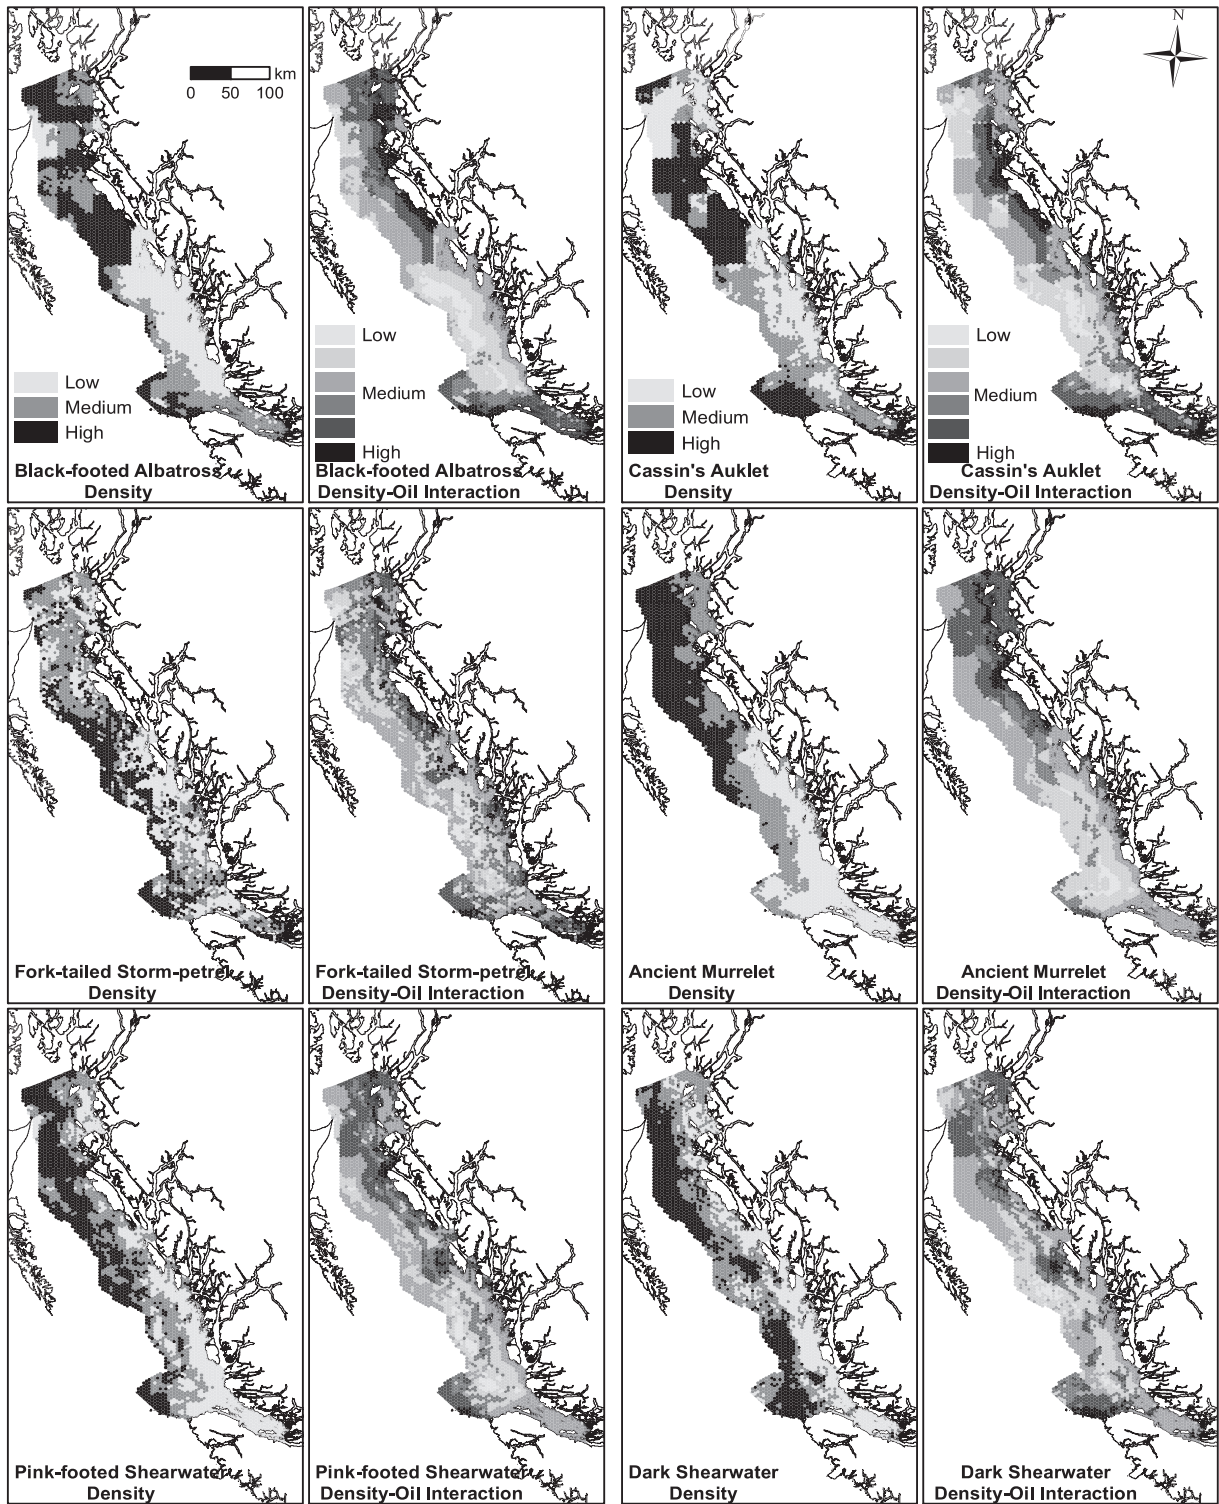 N
km
0 50 100
Low
Medium
High
Black-footed Albatross
Density
Low
Medium
High
Black-footed Albatross
Density-Oil Interaction
Low
Medium
High
Cassin's Auklet
Density
Low
Medium
High
Cassin's Auklet
Density-Oil Interaction
Fork-tailed Storm-petrel
Density
Fork-tailed Storm-petrel
Density-Oil Interaction
Ancient Murrelet
Density
Ancient Murrelet
Density-Oil Interaction
Pink-footed Shearwater
Density
Pink-footed Shearwater
Density-Oil Interaction
Dark Shearwater
Density
Dark Shearwater
Density-Oil Interaction